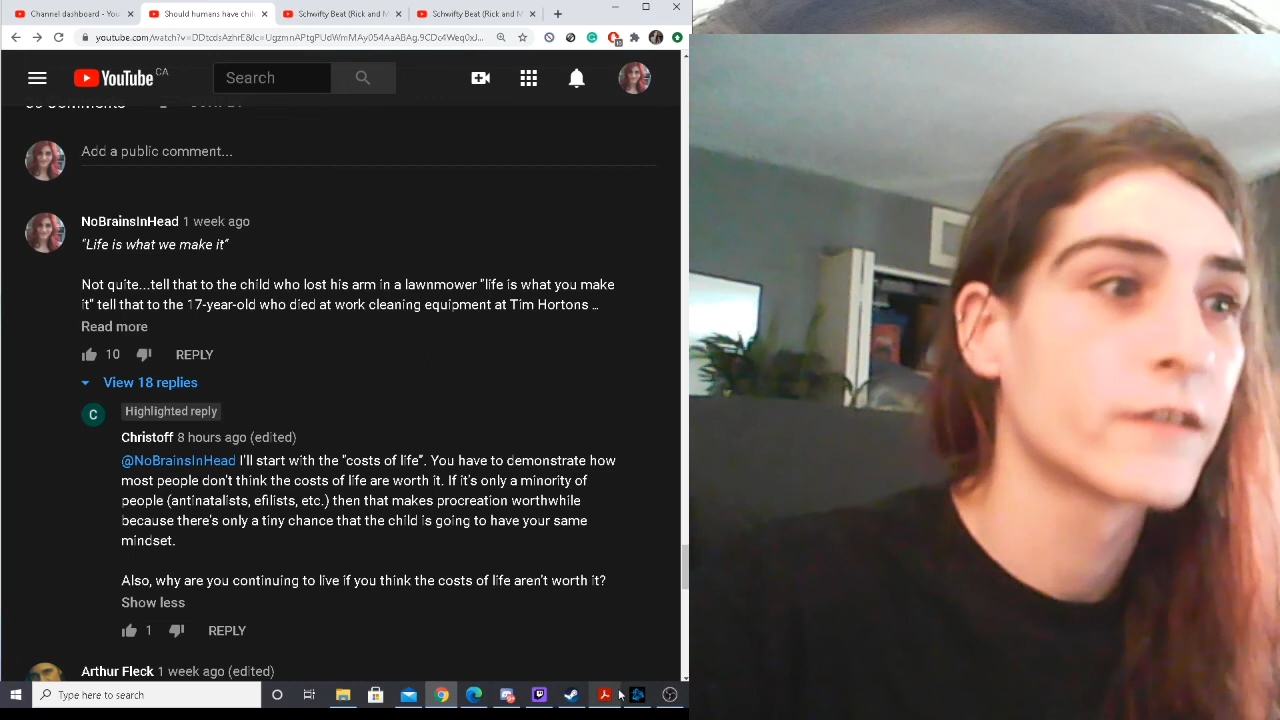 Channel dashboard - You
Should humans have chil
Schwifty Beat (Rick and M
Schwifty Beat (Rick and M
YouTube CA
Search
Add a public comment...
NoBrainsInHead 1 week ago
"Life is what we make it"
Not quite...tell that to the child who lost his arm in a lawnmower "life is what you make
it" tell that to the 17-year-old who died at work cleaning equipment at Tim Hortons ...
Read more
10 REPLY
View 18 replies
C
Highlighted reply
Christoff 8 hours ago (edited)
@NoBrainsInHead I'll start with the "costs of life". You have to demonstrate how
most people don't think the costs of life are worth it. If it's only a minority of
people (antinatalists, efilists, etc.) then that makes procreation worthwhile
because there's only a tiny chance that the child is going to have your same
mindset.
Also, why are you continuing to live if you think the costs of life aren't worth it?
Show less
1 REPLY
Arthur Fleck 1 week ago (edited)
Type here to search